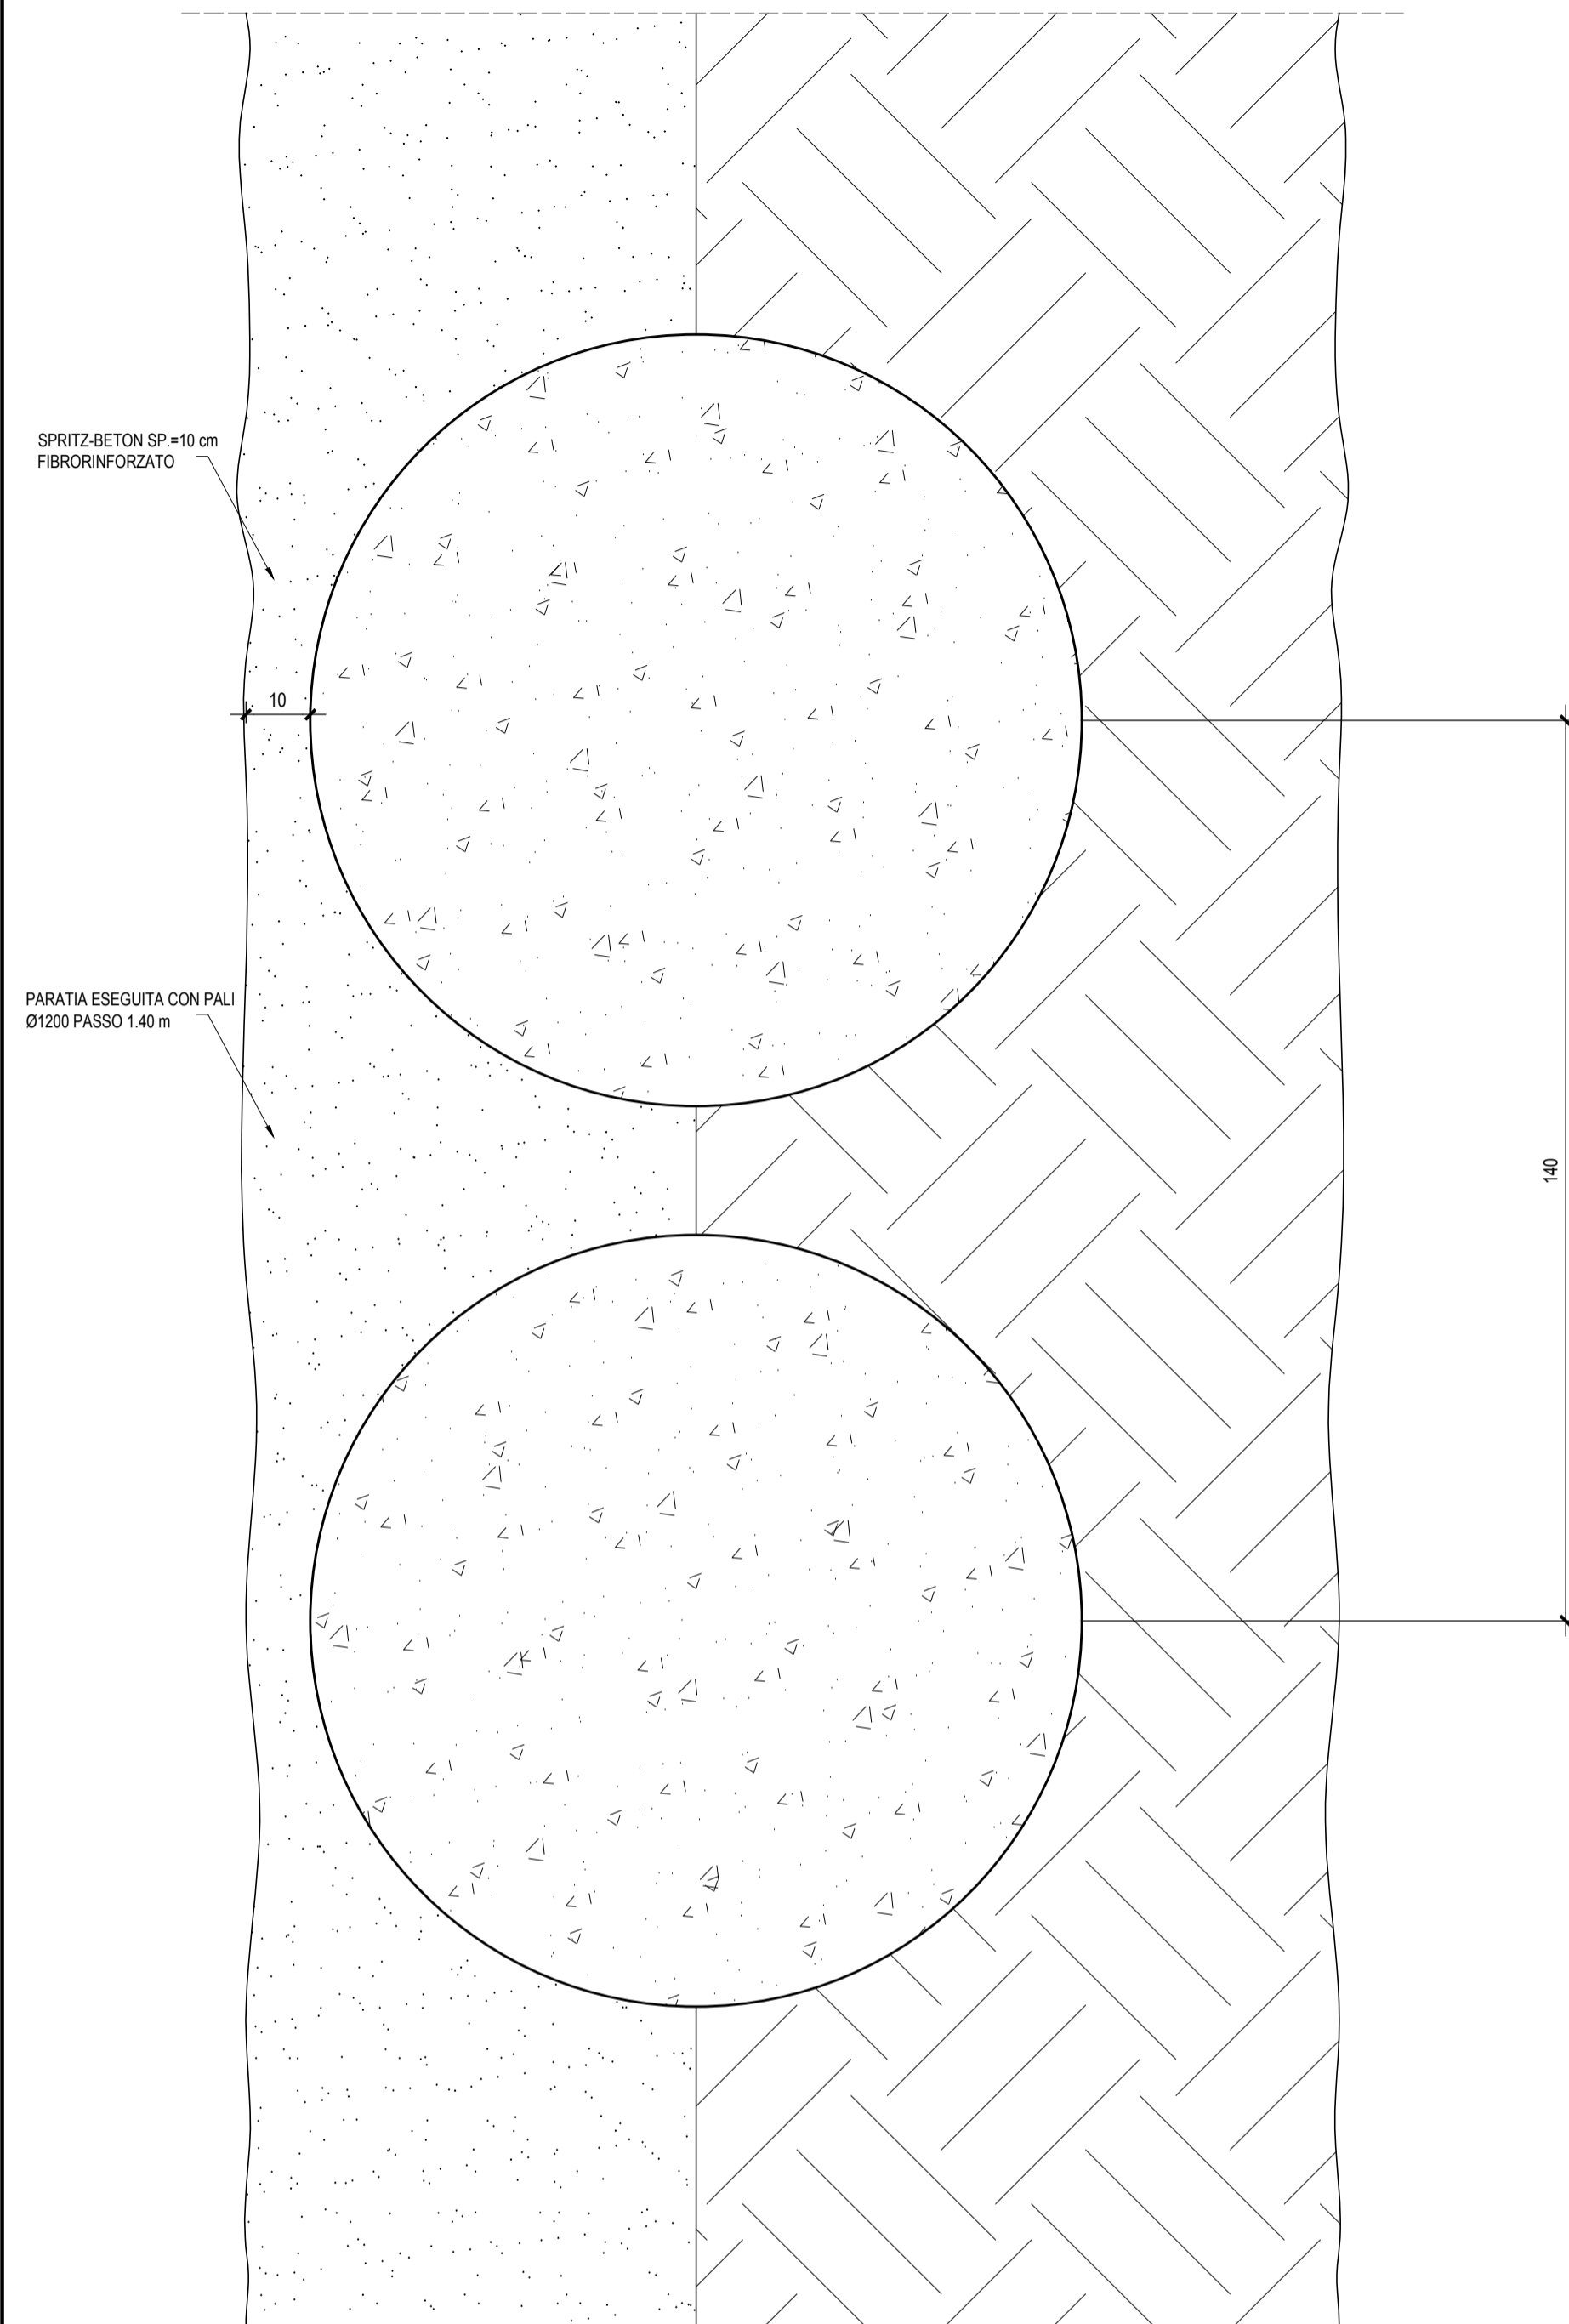 SPRITZ-BETON SP.=10 cm
FIBRORINFORZATO
10
PARATIA ESEGUITA CON PALI
Ø1200 PASSO 1.40 m
140